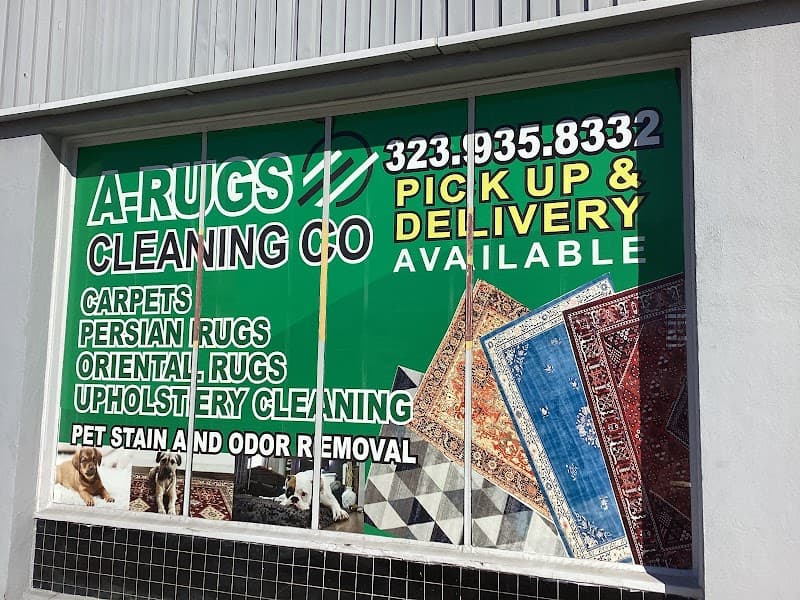 A-RUGS
CLEANING CO
323.935.8332
PICK UP &
DELIVERY
AVAILABLE
CARPETS
PERSIAN RUGS
ORIENTAL RUGS
UPHOLSTERY CLEANING
PET STAIN AND ODOR REMOVAL